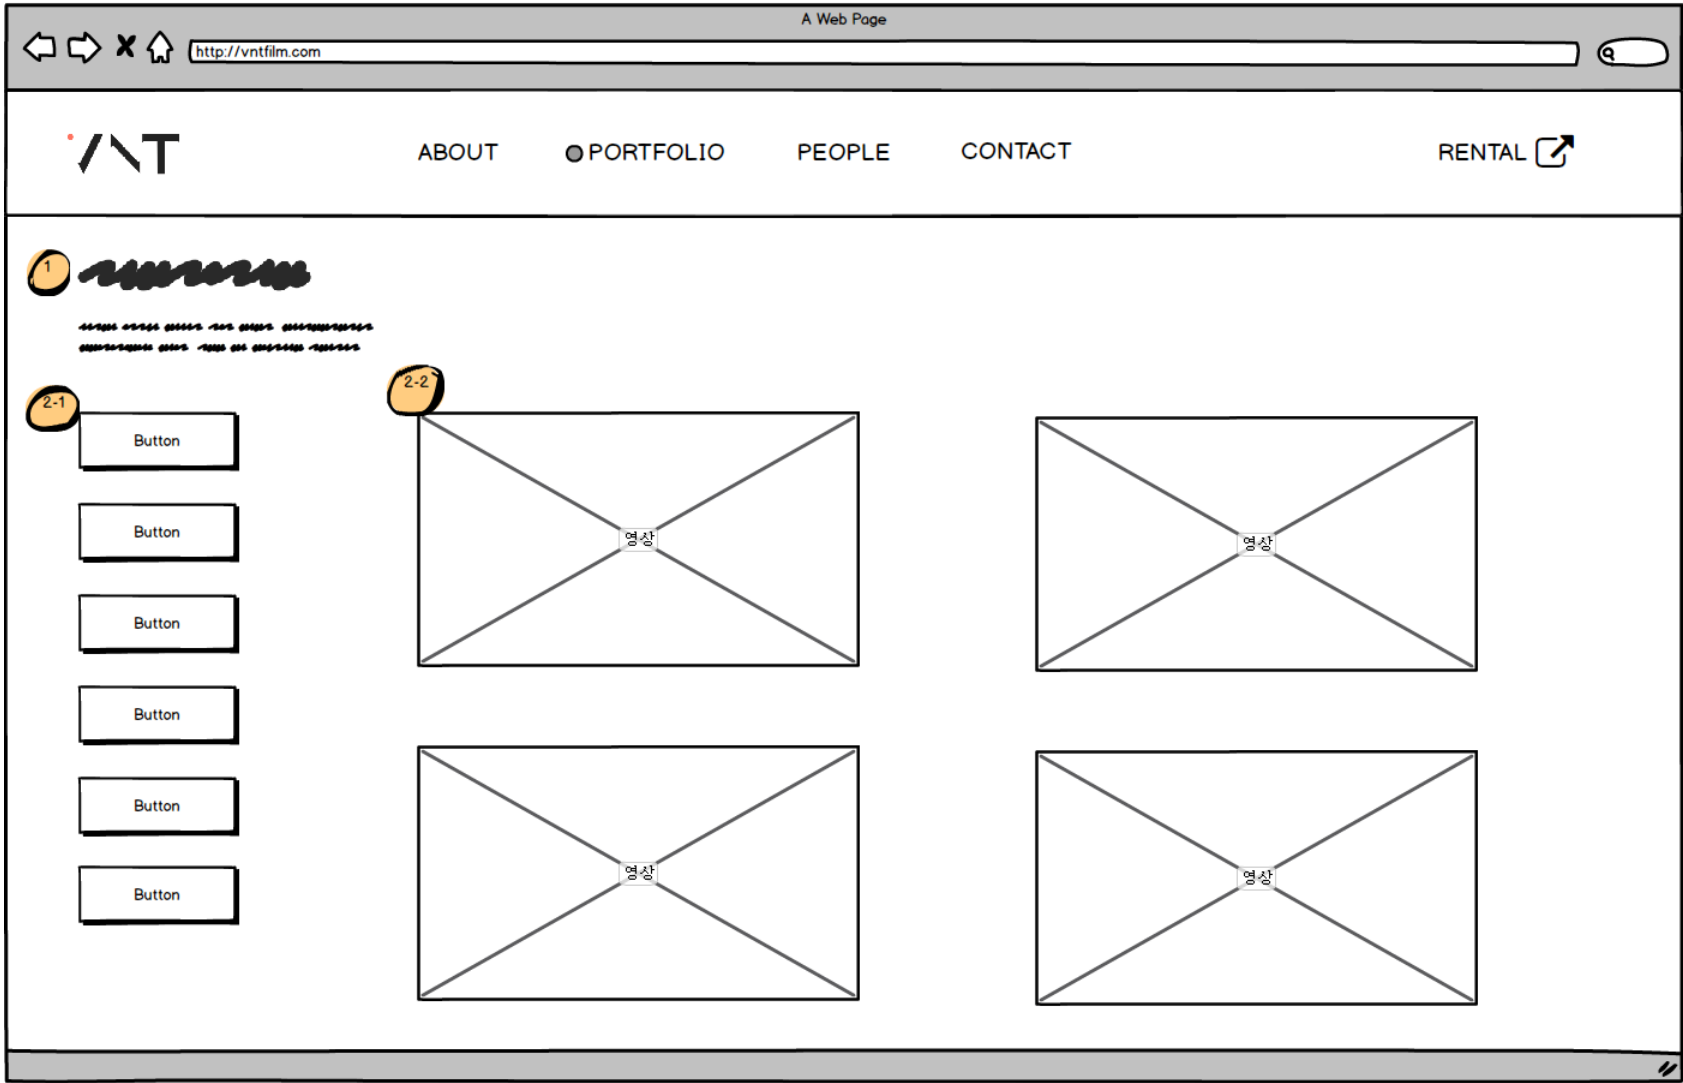 A Web Page
http://vntfilm.com
VNT
ABOUT
PORTFOLIO
PEOPLE
CONTACT
RENTAL
1
2-1
2-2
Button
Button
Button
Button
Button
Button
영상
영상
영상
영상